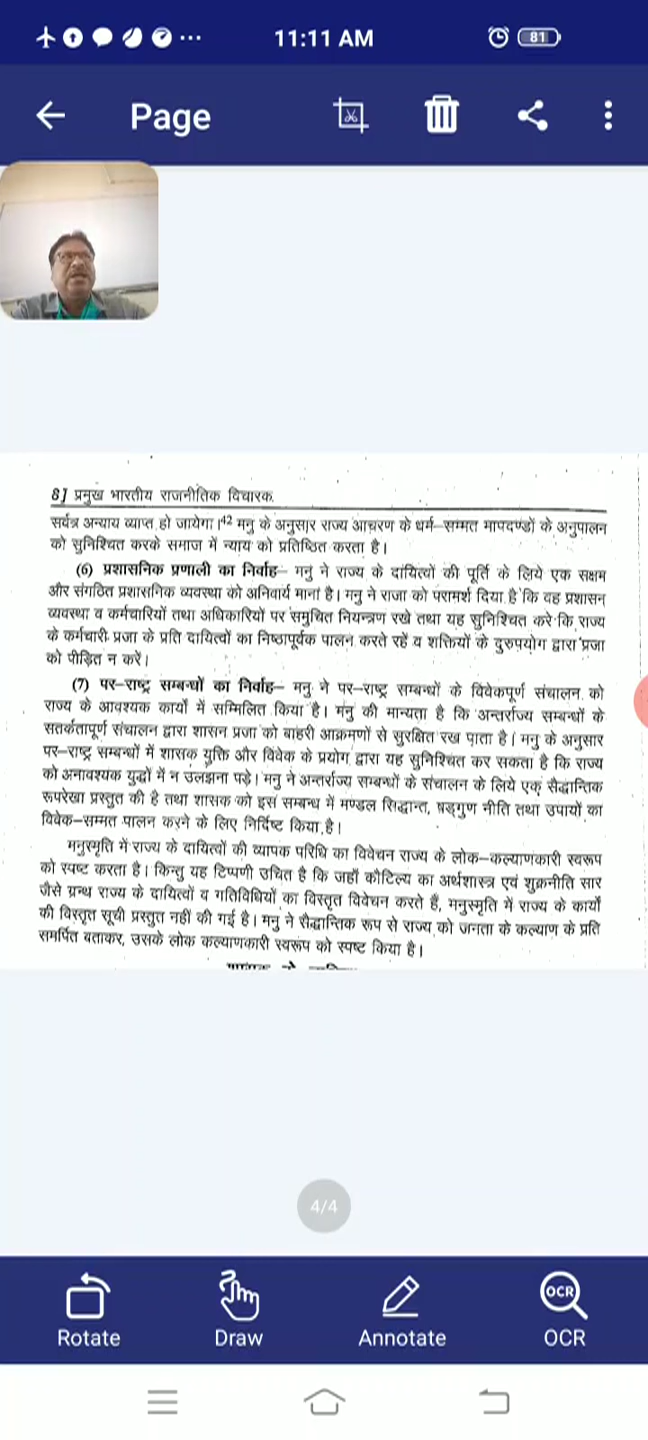 11:11 AM
81
Page
8] प्रमुख भारतीय राजनीतिक विचारक
सर्वत्र अन्याय व्याप्त हो जायेगा।⁴² मनु के अनुसार राज्य आचरण के धर्म–सम्मत मापदण्डों के अनुपालन
को सुनिश्चित करके समाज में न्याय को प्रतिष्ठित करता है।
(6) प्रशासनिक प्रणाली का निर्वाह– मनु ने राज्य के दायित्वों की पूर्ति के लिये एक सक्षम
और संगठित प्रशासनिक व्यवस्था को अनिवार्य माना है। मनु ने राजा को परामर्श दिया है कि वह प्रशासन
व्यवस्था व कर्मचारियों तथा अधिकारियों पर समुचित नियन्त्रण रखे तथा यह सुनिश्चित करे कि राज्य
के कर्मचारी प्रजा के प्रति दायित्वों का निष्ठापूर्वक पालन करते रहें व शक्तियों के दुरुपयोग द्वारा प्रजा
को पीड़ित न करें।
(7) पर–राष्ट्र सम्बन्धों का निर्वाह– मनु ने पर–राष्ट्र सम्बन्धों के विवेकपूर्ण संचालन को
राज्य के आवश्यक कार्यो में सम्मिलित किया है। मनु की मान्यता है कि अन्तर्राज्य सम्बन्धों के
सतर्कतापूर्ण संचालन द्वारा शासन प्रजा को बाहरी आक्रमणों से सुरक्षित रख पाता है। मनु के अनुसार
पर–राष्ट्र सम्बन्धों में शासक युक्ति और विवेक के प्रयोग द्वारा यह सुनिश्चित कर सकता है कि राज्य
को अनावश्यक युद्धों में न उलझना पड़े। मनु ने अन्तर्राज्य सम्बन्धों के संचालन के लिये एक सैद्धान्तिक
रूपरेखा प्रस्तुत की है तथा शासक को इस सम्बन्ध में मण्डल सिद्धान्त, षड्गुण नीति तथा उपायों का
विवेक–सम्मत पालन करने के लिए निर्दिष्ट किया है।
मनुस्मृति में राज्य के दायित्वों की व्यापक परिधि का विवेचन राज्य के लोक–कल्याणकारी स्वरूप
को स्पष्ट करता है। किन्तु यह टिप्पणी उचित है कि जहाँ कौटिल्य का अर्थशास्त्र एवं शुक्रनीति सार
जैसे ग्रन्थ राज्य के दायित्वों व गतिविधियों का विस्तृत विवेचन करते हैं, मनुस्मृति में राज्य के कार्यों
की विस्तृत सूची प्रस्तुत नहीं की गई है। मनु ने सैद्धान्तिक रूप से राज्य को जनता के कल्याण के प्रति
समर्पित बताकर, उसके लोक कल्याणकारी स्वरूप को स्पष्ट किया है।
4/4
Rotate Draw Annotate OCR